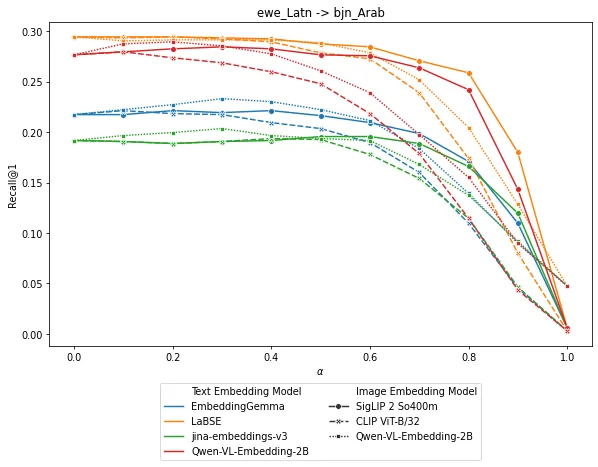 ewe_Latn -> bjn_Arab
Recall@1
0.30
0.25
0.20
0.15
0.10
0.05
0.00
0.0 0.2 0.4 0.6 0.8 1.0
α
Text Embedding Model
EmbeddingGemma
LaBSE
jina-embeddings-v3
Qwen-VL-Embedding-2B
Image Embedding Model
SigLIP 2 So400m
CLIP ViT-B/32
Qwen-VL-Embedding-2B